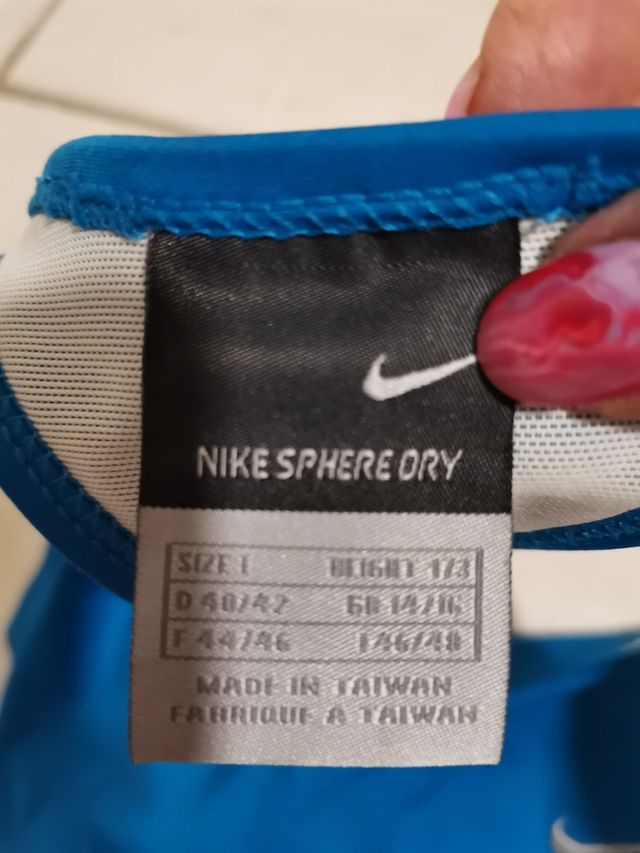 NIKE SPHERE DRY
SIZE L HEIGHT 173
D 40/42 GB 14/16
F 44/46 I 46/48
MADE IN TAIWAN
FABRIQUE A TAIWAN